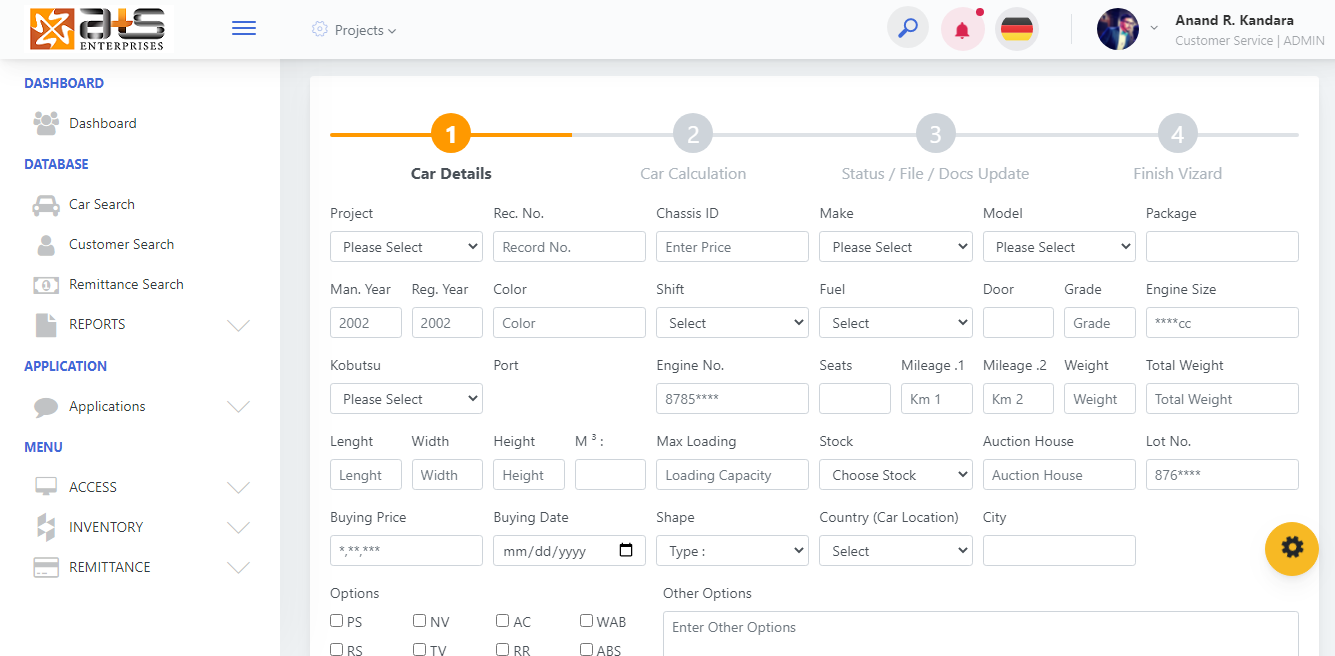 ats
ENTERPRISES
Projects
Anand R. Kandara
Customer Service | ADMIN
DASHBOARD
Dashboard
DATABASE
Car Search
Customer Search
Remittance Search
REPORTS
APPLICATION
Applications
MENU
ACCESS
INVENTORY
REMITTANCE
1 2 3 4
Car Details Car Calculation Status / File / Docs Update Finish Vizard
Project Rec. No. Chassis ID Make Model Package
Please Select Record No. Enter Price Please Select Please Select
Man. Year Reg. Year Color Shift Fuel Door Grade Engine Size
2002 2002 Color Select Select Grade ****cc
Kobutsu Port Engine No. Seats Mileage .1 Mileage .2 Weight Total Weight
Please Select 8785**** Km 1 Km 2 Weight Total Weight
Lenght Width Height M ³ : Max Loading Stock Auction House Lot No.
Lenght Width Height Loading Capacity Choose Stock Auction House 876****
Buying Price Buying Date Shape Country (Car Location) City
*,**,*** mm/dd/yyyy Type : Select
Options Other Options
PS NV AC WAB Enter Other Options
RS TV RR ABS